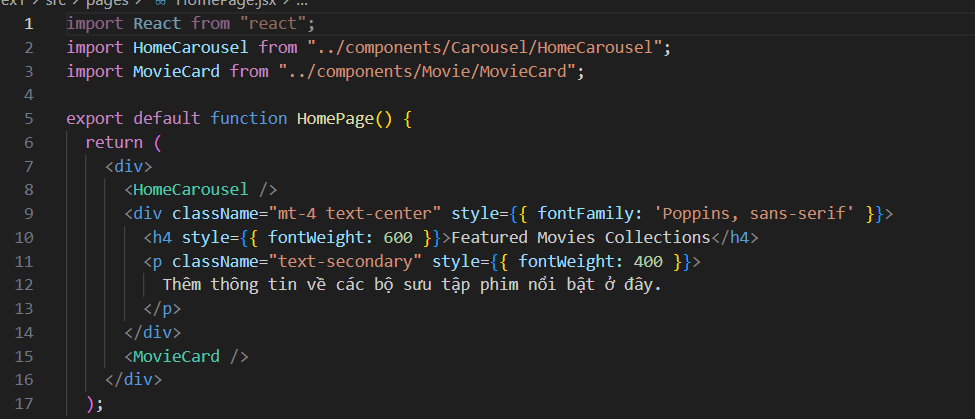 ex1 > src > pages > HomePage.jsx > ...
1 import React from "react";
2 import HomeCarousel from "../components/Carousel/HomeCarousel";
3 import MovieCard from "../components/Movie/MovieCard";
4
5 export default function HomePage() {
6   return (
7     <div>
8       <HomeCarousel />
9       <div className="mt-4 text-center" style={{ fontFamily: 'Poppins, sans-serif' }}>
10         <h4 style={{ fontWeight: 600 }}>Featured Movies Collections</h4>
11         <p className="text-secondary" style={{ fontWeight: 400 }}>
12           Thêm thông tin về các bộ sưu tập phim nổi bật ở đây.
13         </p>
14       </div>
15       <MovieCard />
16     </div>
17   );